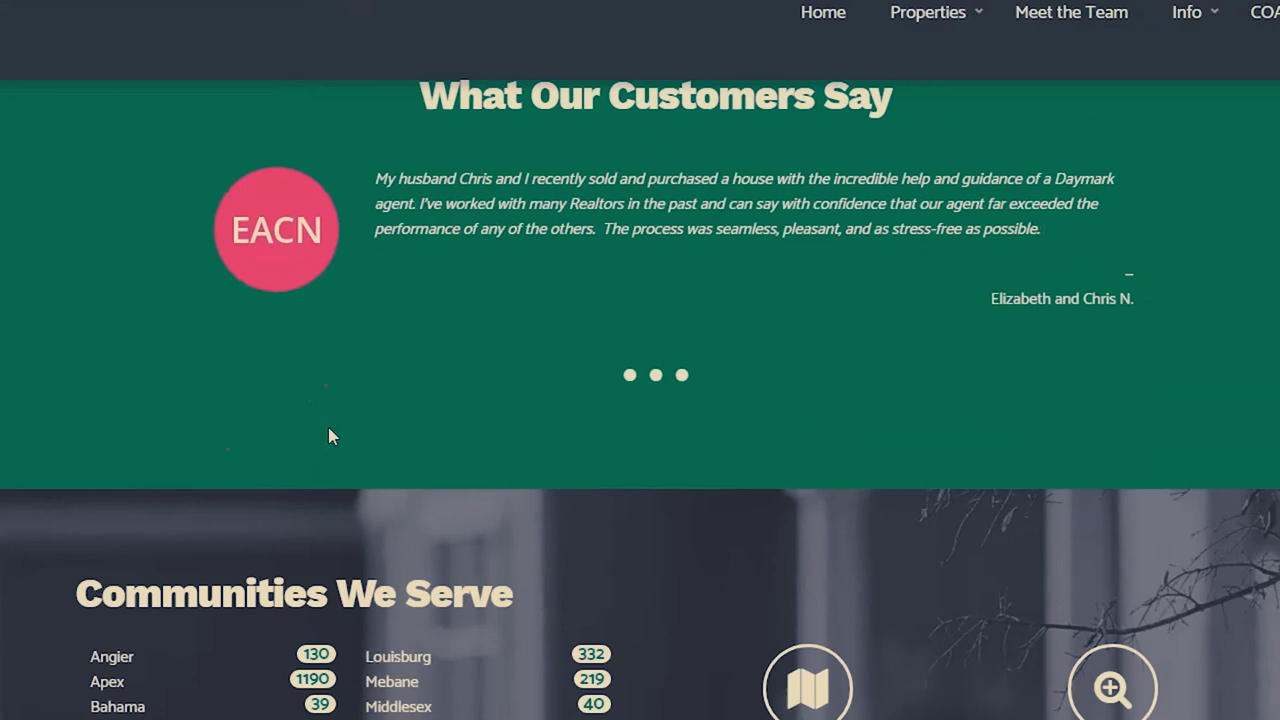 Home Properties Meet the Team Info COA
What Our Customers Say
EACN
My husband Chris and I recently sold and purchased a house with the incredible help and guidance of a Daymark
agent. I've worked with many Realtors in the past and can say with confidence that our agent far exceeded the
performance of any of the others. The process was seamless, pleasant, and as stress-free as possible.
–
Elizabeth and Chris N.
Communities We Serve
Angier 130 Louisburg 332
Apex 1190 Mebane 219
Bahama 39 Middlesex 40